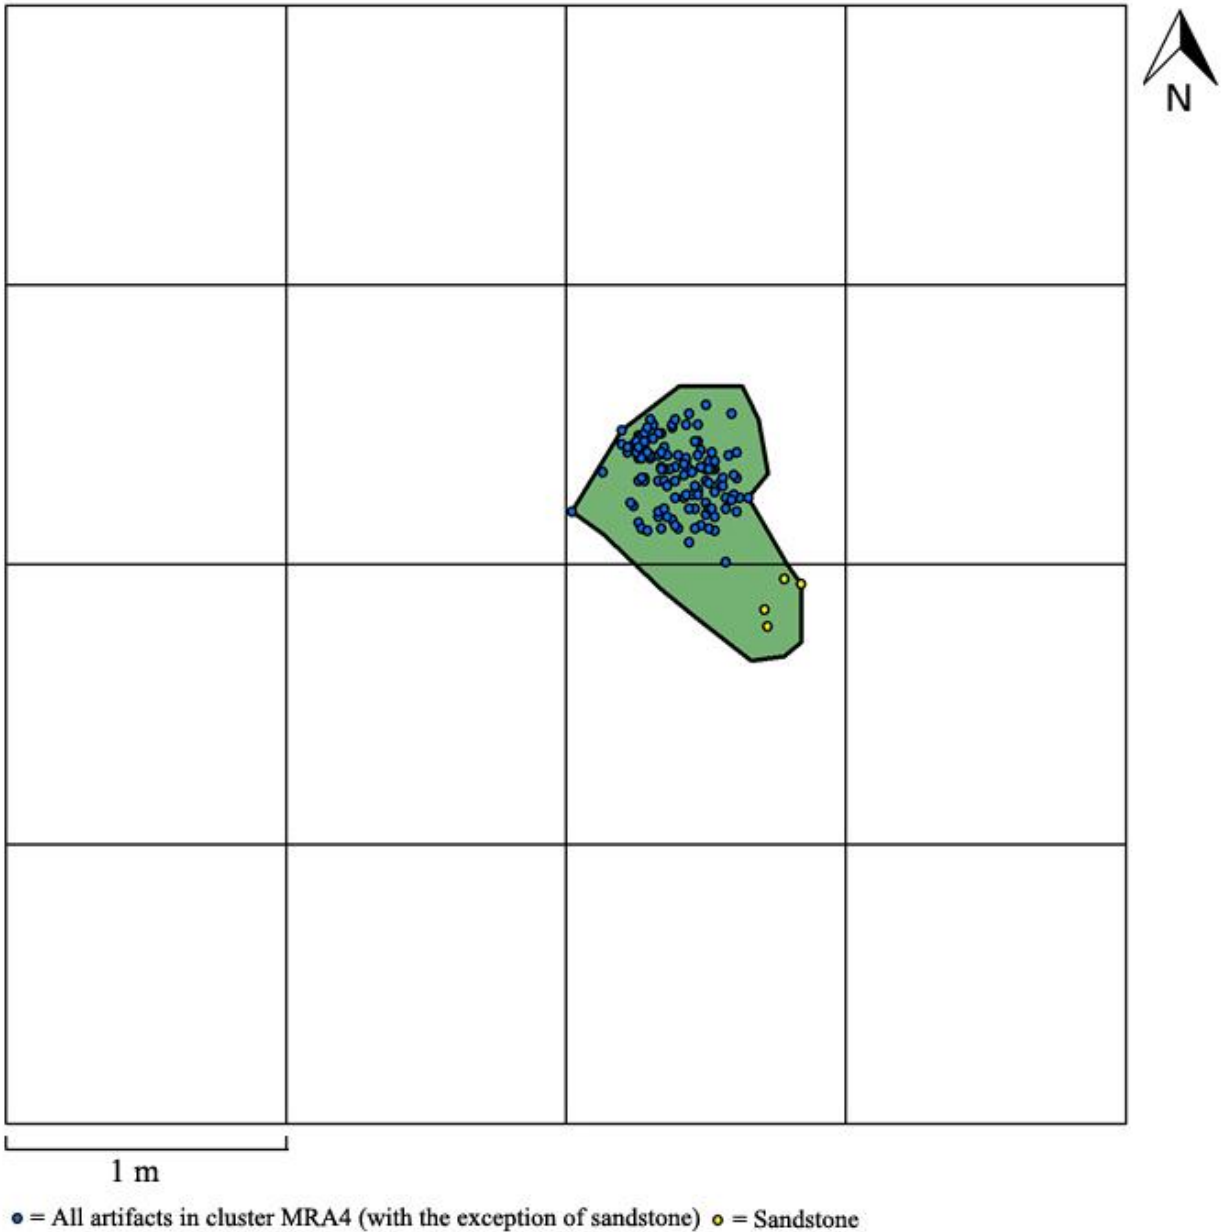 N
1 m
= All artifacts in cluster MRA4 (with the exception of sandstone) = Sandstone